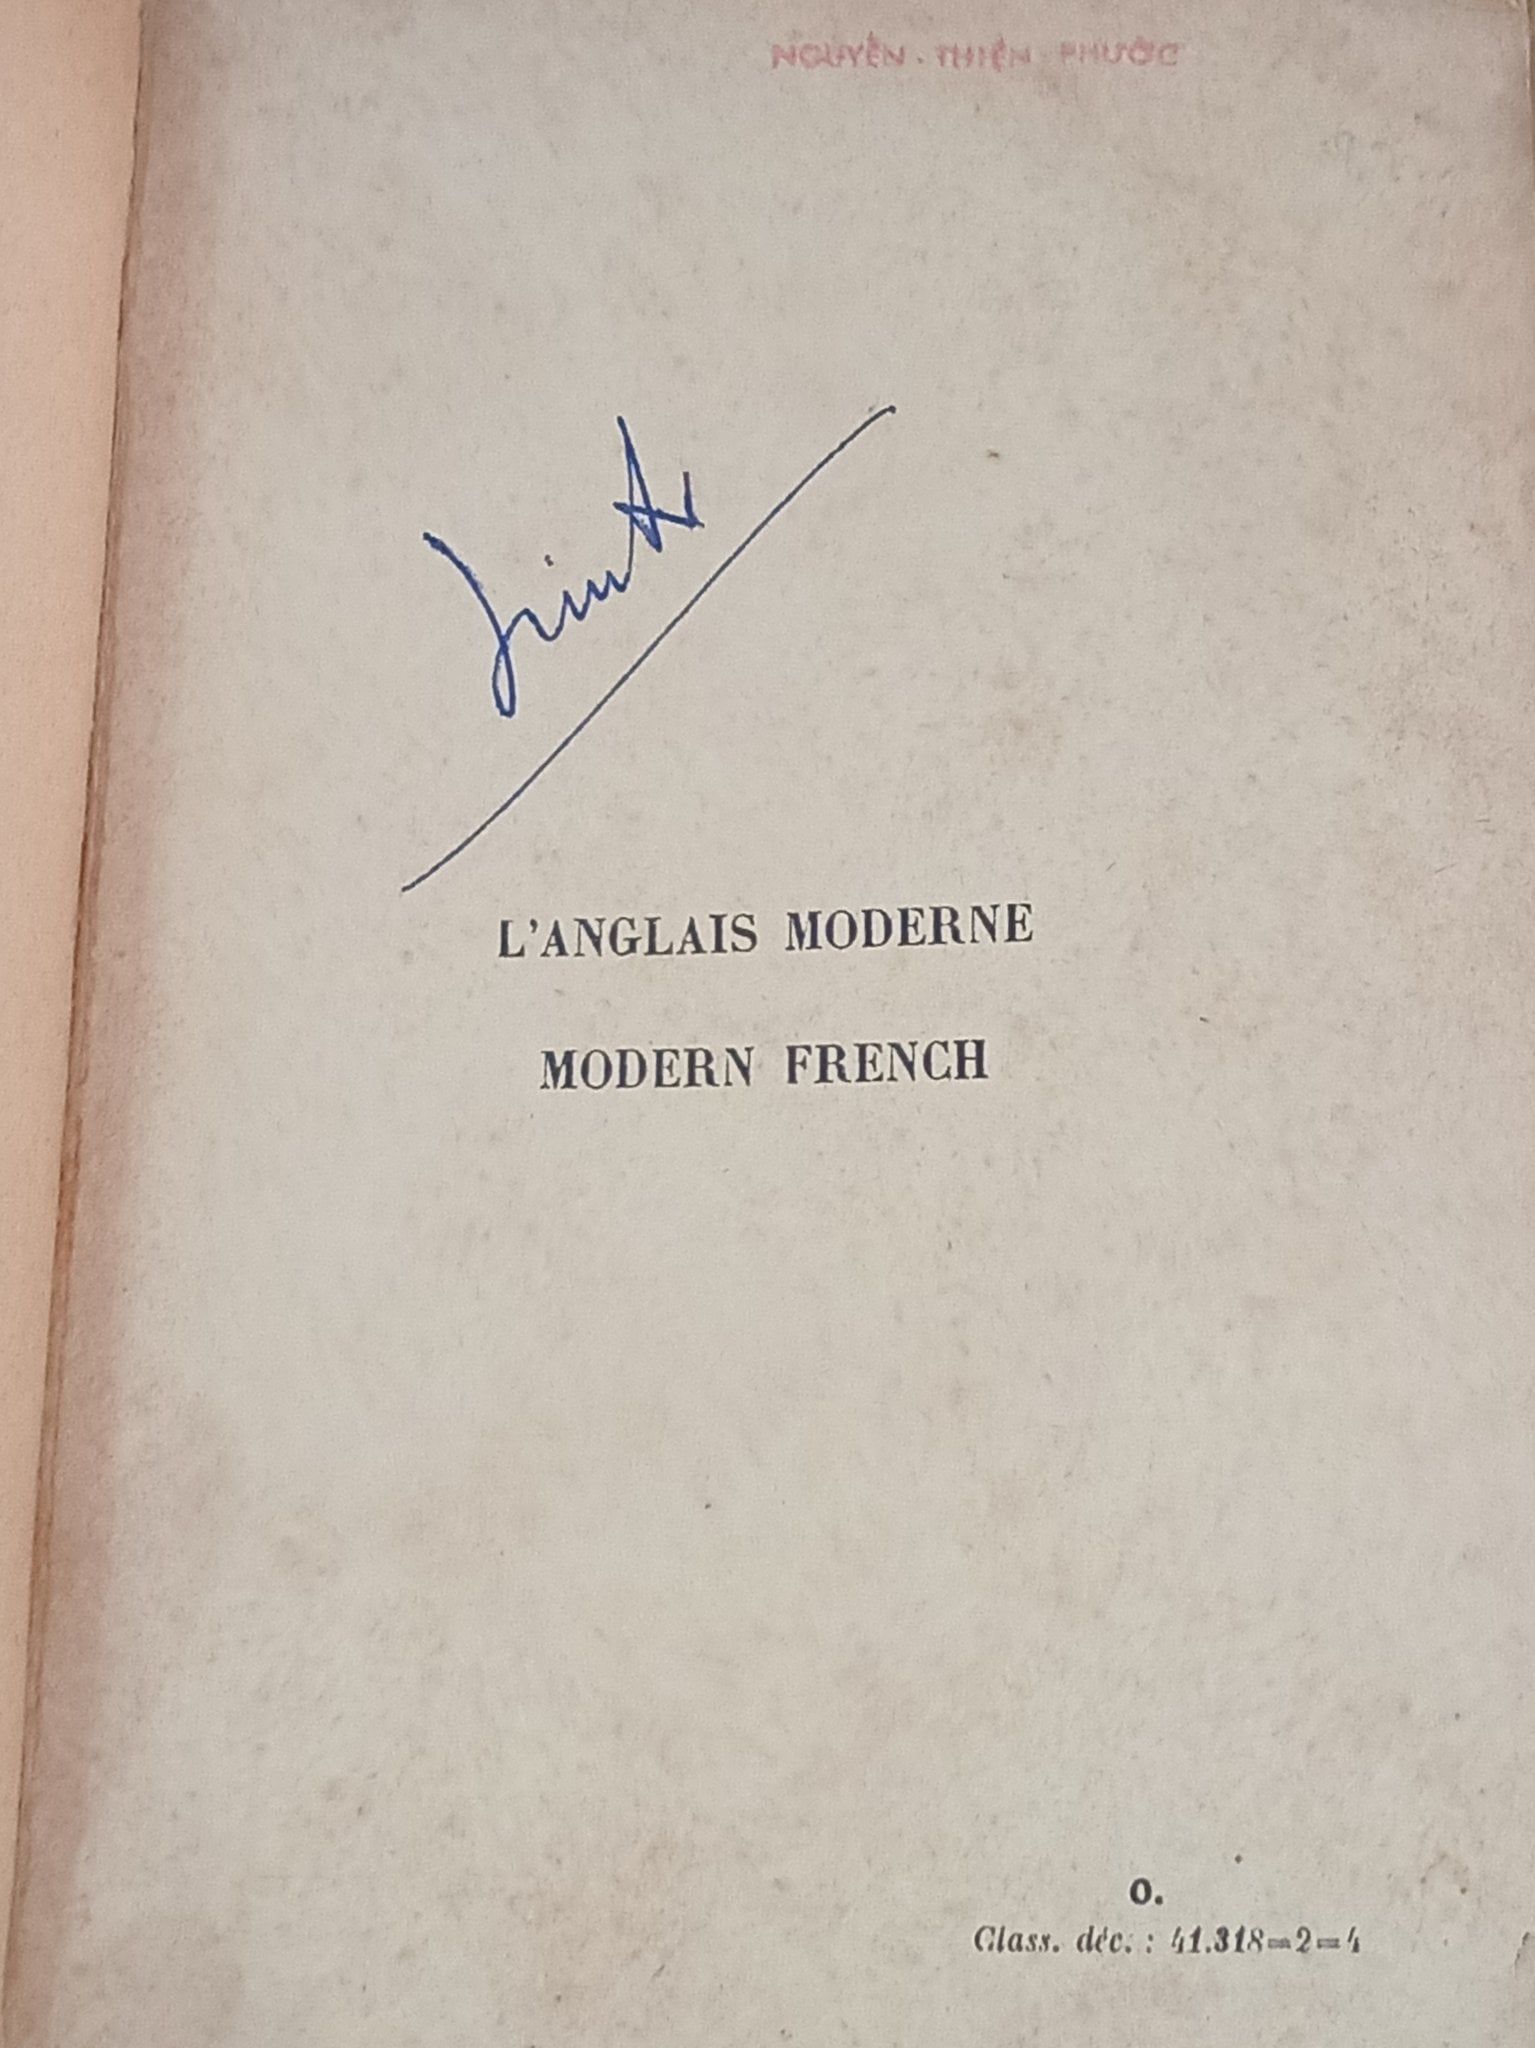 NGUYỄN - THIỆN - PHƯỚC
L'ANGLAIS MODERNE
MODERN FRENCH
O.
Class. déc. : 41.318=2=4